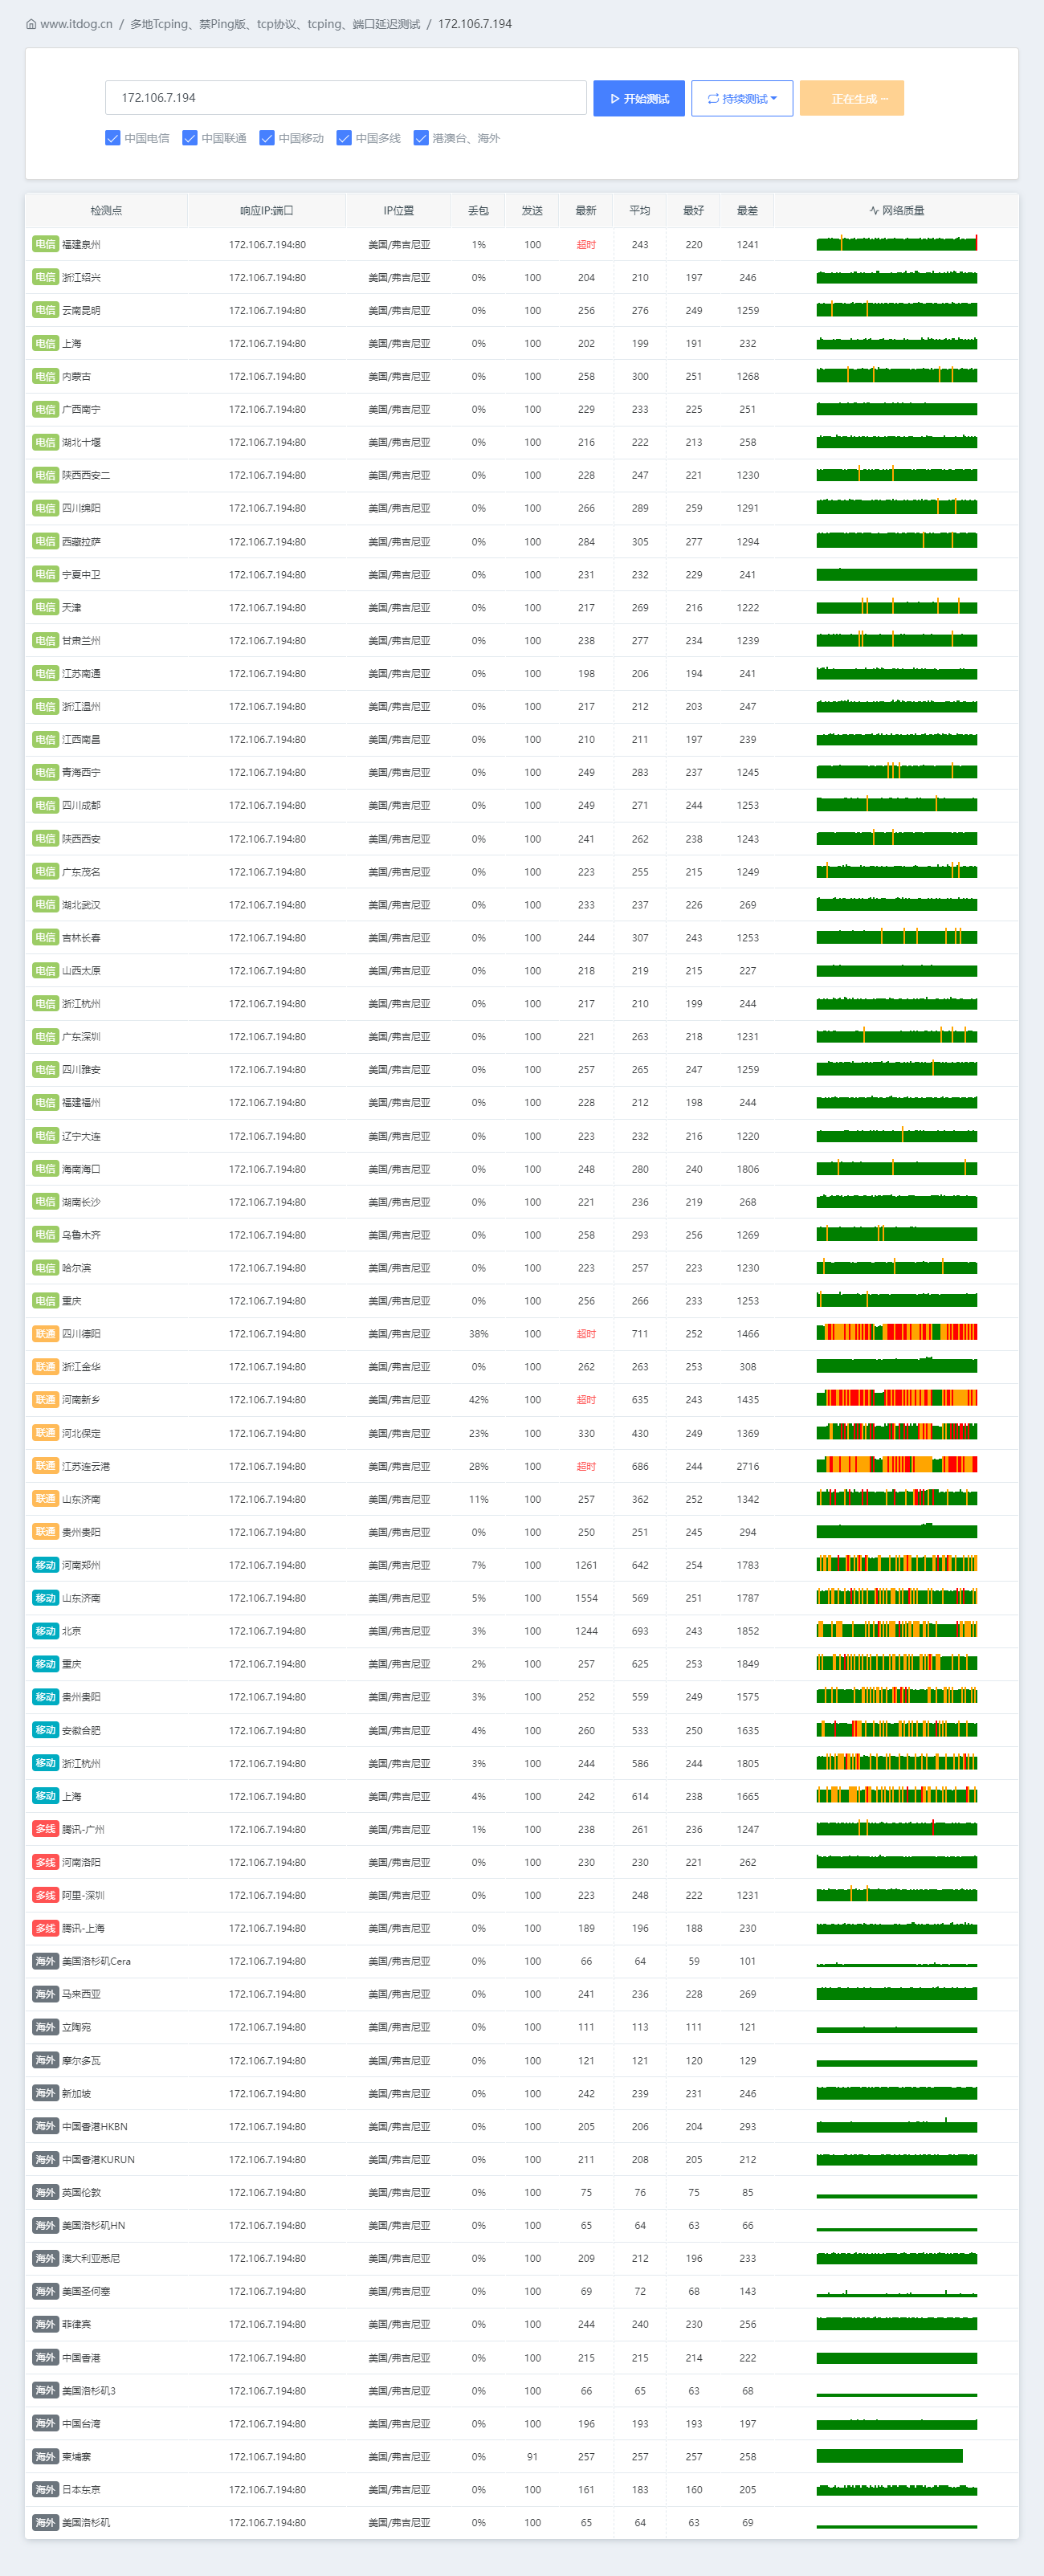 www.itdog.cn / 多地Tcping、禁Ping版、tcp协议、tcping、端口延迟测试 / 172.106.7.194
172.106.7.194 开始测试 持续测试 正在生成 ···
中国电信 中国联通 中国移动 中国多线 港澳台、海外
检测点 响应IP:端口 IP位置 丢包 发送 最新 平均 最好 最差 网络质量
电信 福建泉州 172.106.7.194:80 美国/弗吉尼亚 1% 100 超时 243 220 1241
电信 浙江绍兴 172.106.7.194:80 美国/弗吉尼亚 0% 100 204 210 197 246
电信 云南昆明 172.106.7.194:80 美国/弗吉尼亚 0% 100 256 276 249 1259
电信 上海 172.106.7.194:80 美国/弗吉尼亚 0% 100 202 199 191 232
电信 内蒙古 172.106.7.194:80 美国/弗吉尼亚 0% 100 258 300 251 1268
电信 广西南宁 172.106.7.194:80 美国/弗吉尼亚 0% 100 229 233 225 251
电信 湖北十堰 172.106.7.194:80 美国/弗吉尼亚 0% 100 216 222 213 258
电信 陕西西安二 172.106.7.194:80 美国/弗吉尼亚 0% 100 228 247 221 1230
电信 四川绵阳 172.106.7.194:80 美国/弗吉尼亚 0% 100 266 289 259 1291
电信 西藏拉萨 172.106.7.194:80 美国/弗吉尼亚 0% 100 284 305 277 1294
电信 宁夏中卫 172.106.7.194:80 美国/弗吉尼亚 0% 100 231 232 229 241
电信 天津 172.106.7.194:80 美国/弗吉尼亚 0% 100 217 269 216 1222
电信 甘肃兰州 172.106.7.194:80 美国/弗吉尼亚 0% 100 238 277 234 1239
电信 江苏南通 172.106.7.194:80 美国/弗吉尼亚 0% 100 198 206 194 241
电信 浙江温州 172.106.7.194:80 美国/弗吉尼亚 0% 100 217 212 203 247
电信 江西南昌 172.106.7.194:80 美国/弗吉尼亚 0% 100 210 211 197 239
电信 青海西宁 172.106.7.194:80 美国/弗吉尼亚 0% 100 249 283 237 1245
电信 四川成都 172.106.7.194:80 美国/弗吉尼亚 0% 100 249 271 244 1253
电信 陕西西安 172.106.7.194:80 美国/弗吉尼亚 0% 100 241 262 238 1243
电信 广东茂名 172.106.7.194:80 美国/弗吉尼亚 0% 100 223 255 215 1249
电信 湖北武汉 172.106.7.194:80 美国/弗吉尼亚 0% 100 233 237 226 269
电信 吉林长春 172.106.7.194:80 美国/弗吉尼亚 0% 100 244 307 243 1253
电信 山西太原 172.106.7.194:80 美国/弗吉尼亚 0% 100 218 219 215 227
电信 浙江杭州 172.106.7.194:80 美国/弗吉尼亚 0% 100 217 210 199 244
电信 广东深圳 172.106.7.194:80 美国/弗吉尼亚 0% 100 221 263 218 1231
电信 四川雅安 172.106.7.194:80 美国/弗吉尼亚 0% 100 257 265 247 1259
电信 福建福州 172.106.7.194:80 美国/弗吉尼亚 0% 100 228 212 198 244
电信 辽宁大连 172.106.7.194:80 美国/弗吉尼亚 0% 100 223 232 216 1220
电信 海南海口 172.106.7.194:80 美国/弗吉尼亚 0% 100 248 280 240 1806
电信 湖南长沙 172.106.7.194:80 美国/弗吉尼亚 0% 100 221 236 219 268
电信 乌鲁木齐 172.106.7.194:80 美国/弗吉尼亚 0% 100 258 293 256 1269
电信 哈尔滨 172.106.7.194:80 美国/弗吉尼亚 0% 100 223 257 223 1230
电信 重庆 172.106.7.194:80 美国/弗吉尼亚 0% 100 256 266 233 1253
联通 四川德阳 172.106.7.194:80 美国/弗吉尼亚 38% 100 超时 711 252 1466
联通 浙江金华 172.106.7.194:80 美国/弗吉尼亚 0% 100 262 263 253 308
联通 河南新乡 172.106.7.194:80 美国/弗吉尼亚 42% 100 超时 635 243 1435
联通 河北保定 172.106.7.194:80 美国/弗吉尼亚 23% 100 330 430 249 1369
联通 江苏连云港 172.106.7.194:80 美国/弗吉尼亚 28% 100 超时 686 244 2716
联通 山东济南 172.106.7.194:80 美国/弗吉尼亚 11% 100 257 362 252 1342
联通 贵州贵阳 172.106.7.194:80 美国/弗吉尼亚 0% 100 250 251 245 294
移动 河南郑州 172.106.7.194:80 美国/弗吉尼亚 7% 100 1261 642 254 1783
移动 山东济南 172.106.7.194:80 美国/弗吉尼亚 5% 100 1554 569 251 1787
移动 北京 172.106.7.194:80 美国/弗吉尼亚 3% 100 1244 693 243 1852
移动 重庆 172.106.7.194:80 美国/弗吉尼亚 2% 100 257 625 253 1849
移动 贵州贵阳 172.106.7.194:80 美国/弗吉尼亚 3% 100 252 559 249 1575
移动 安徽合肥 172.106.7.194:80 美国/弗吉尼亚 4% 100 260 533 250 1635
移动 浙江杭州 172.106.7.194:80 美国/弗吉尼亚 3% 100 244 586 244 1805
移动 上海 172.106.7.194:80 美国/弗吉尼亚 4% 100 242 614 238 1665
多线 腾讯-广州 172.106.7.194:80 美国/弗吉尼亚 1% 100 238 261 236 1247
多线 河南洛阳 172.106.7.194:80 美国/弗吉尼亚 0% 100 230 230 221 262
多线 阿里-深圳 172.106.7.194:80 美国/弗吉尼亚 0% 100 223 248 222 1231
多线 腾讯-上海 172.106.7.194:80 美国/弗吉尼亚 0% 100 189 196 188 230
海外 美国洛杉矶Cera 172.106.7.194:80 美国/弗吉尼亚 0% 100 66 64 59 101
海外 马来西亚 172.106.7.194:80 美国/弗吉尼亚 0% 100 241 236 228 269
海外 立陶宛 172.106.7.194:80 美国/弗吉尼亚 0% 100 111 113 111 121
海外 摩尔多瓦 172.106.7.194:80 美国/弗吉尼亚 0% 100 121 121 120 129
海外 新加坡 172.106.7.194:80 美国/弗吉尼亚 0% 100 242 239 231 246
海外 中国香港HKBN 172.106.7.194:80 美国/弗吉尼亚 0% 100 205 206 204 293
海外 中国香港KURUN 172.106.7.194:80 美国/弗吉尼亚 0% 100 211 208 205 212
海外 英国伦敦 172.106.7.194:80 美国/弗吉尼亚 0% 100 75 76 75 85
海外 美国洛杉矶HN 172.106.7.194:80 美国/弗吉尼亚 0% 100 65 64 63 66
海外 澳大利亚悉尼 172.106.7.194:80 美国/弗吉尼亚 0% 100 209 212 196 233
海外 美国圣何塞 172.106.7.194:80 美国/弗吉尼亚 0% 100 69 72 68 143
海外 菲律宾 172.106.7.194:80 美国/弗吉尼亚 0% 100 244 240 230 256
海外 中国香港 172.106.7.194:80 美国/弗吉尼亚 0% 100 215 215 214 222
海外 美国洛杉矶3 172.106.7.194:80 美国/弗吉尼亚 0% 100 66 65 63 68
海外 中国台湾 172.106.7.194:80 美国/弗吉尼亚 0% 100 196 193 193 197
海外 柬埔寨 172.106.7.194:80 美国/弗吉尼亚 0% 91 257 257 257 258
海外 日本东京 172.106.7.194:80 美国/弗吉尼亚 0% 100 161 183 160 205
海外 美国洛杉矶 172.106.7.194:80 美国/弗吉尼亚 0% 100 65 64 63 69